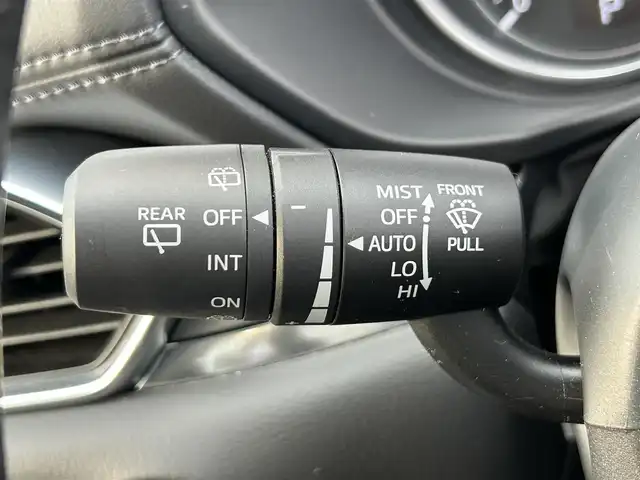 REAR
OFF
INT
ON
MIST
OFF
AUTO
LO
HI
FRONT
PULL